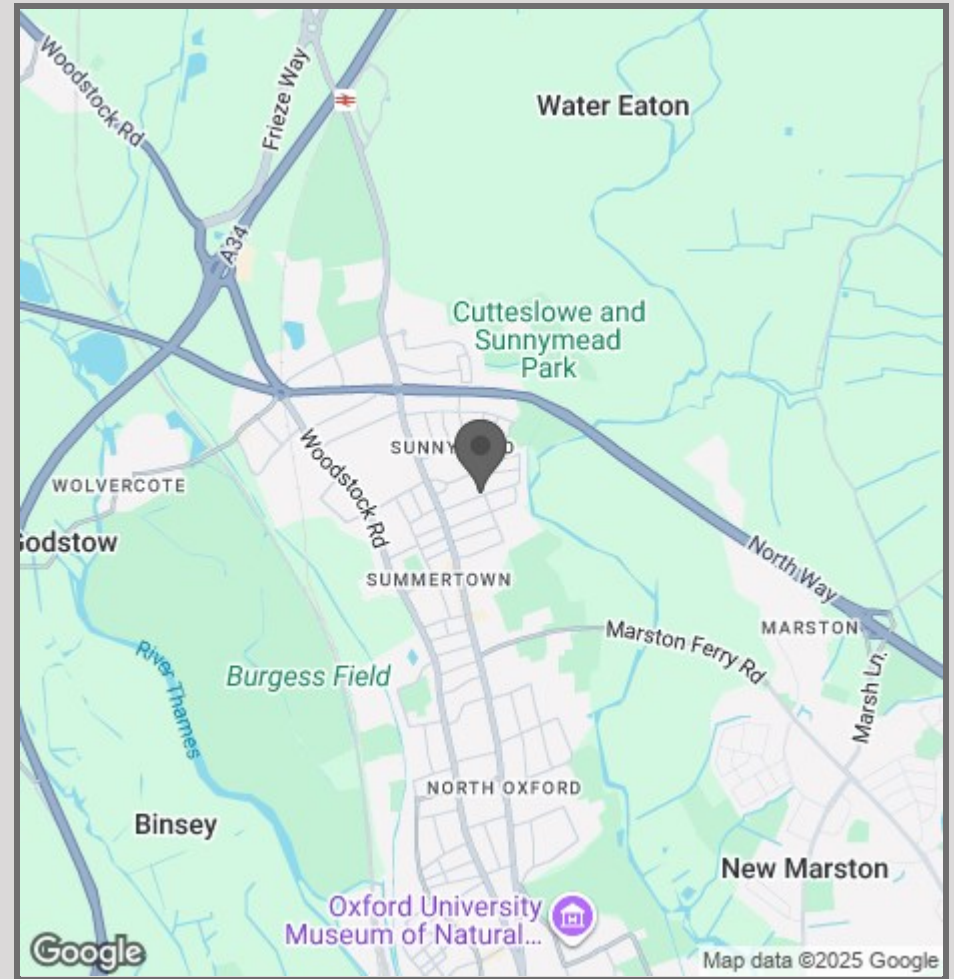 Woodstock Rd
Frieze Way
Water Eaton
A34
Cutteslowe and
Sunnymead
Park
SUNNY D
WOLVERCOTE
Woodstock Rd
Godstow
North Way
SUMMERTOWN
Marston Ferry Rd
MARSTON
Marsh Ln.
River Thames
Burgess Field
NORTH OXFORD
Binsey
New Marston
Oxford University
Museum of Natural...
Google
Map data ©2025 Google